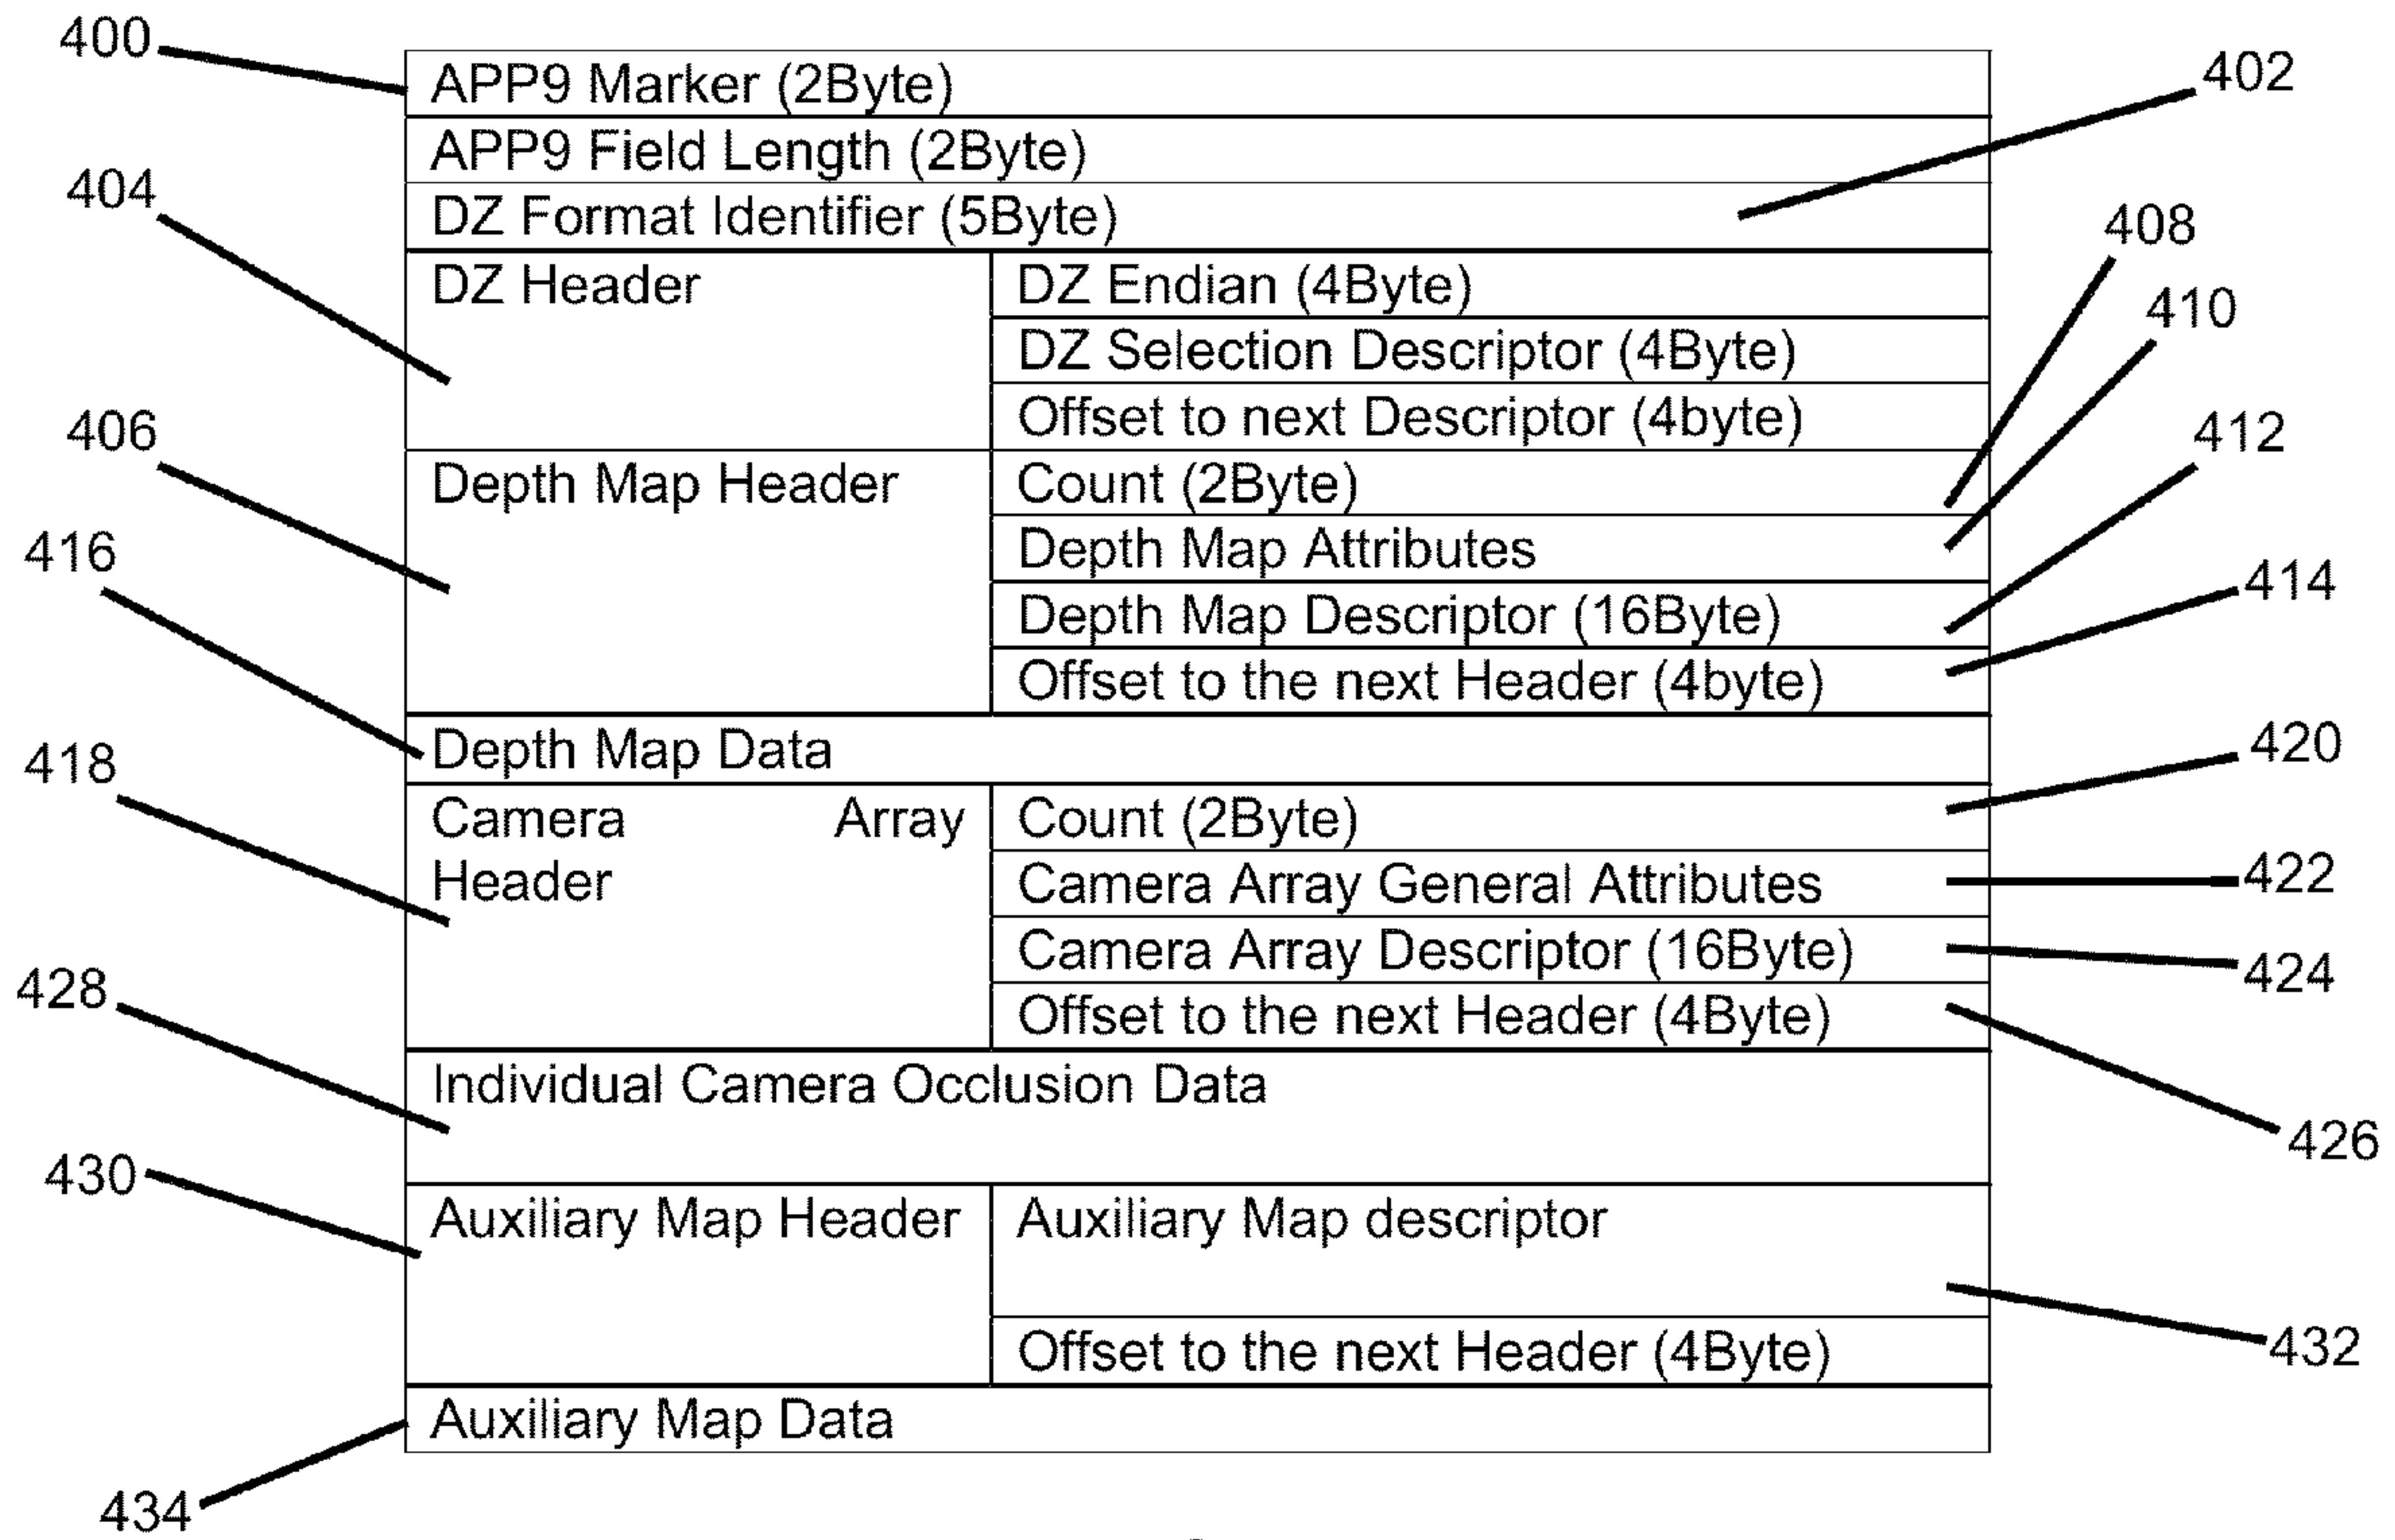 400
APP9 Marker (2Byte)
402
APP9 Field Length (2Byte)
404
DZ Format Identifier (5Byte)
408
DZ Header
DZ Endian (4Byte)
410
DZ Selection Descriptor (4Byte)
Offset to next Descriptor (4byte)
406
412
Depth Map Header
Count (2Byte)
416
Depth Map Attributes
414
Depth Map Descriptor (16Byte)
Offset to the next Header (4byte)
Depth Map Data
420
418
Camera Array
Header
Count (2Byte)
Camera Array General Attributes
422
Camera Array Descriptor (16Byte)
424
428
Offset to the next Header (4Byte)
Individual Camera Occlusion Data
426
430
Auxiliary Map Header
Auxiliary Map descriptor
Offset to the next Header (4Byte)
432
Auxiliary Map Data
434